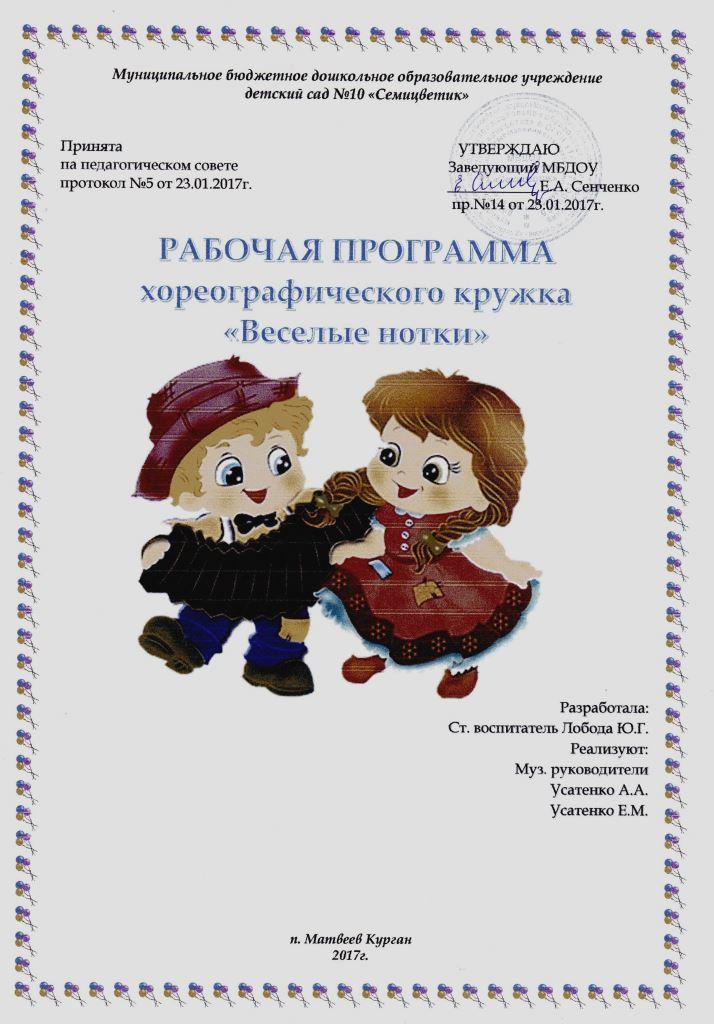 Муниципальное бюджетное дошкольное образовательное учреждение
детский сад №10 «Семицветик»
Принята
па педагогическом совете
протокол №5 от 23.01.2017г.
УТВЕРЖДАЮ
Заведующий МБДОУ
Е.А. Сенченко
пр.№14 от 23.01.2017г.
РАБОЧАЯ ПРОГРАММА
хореографического кружка
«Веселые нотки»
Разработала:
Ст. воспитатель Лобода Ю.Г.
Реализуют:
Муз. руководители
Усатенко А.А.
Усатенко Е.М.
п. Матвеев Курган
2017г.